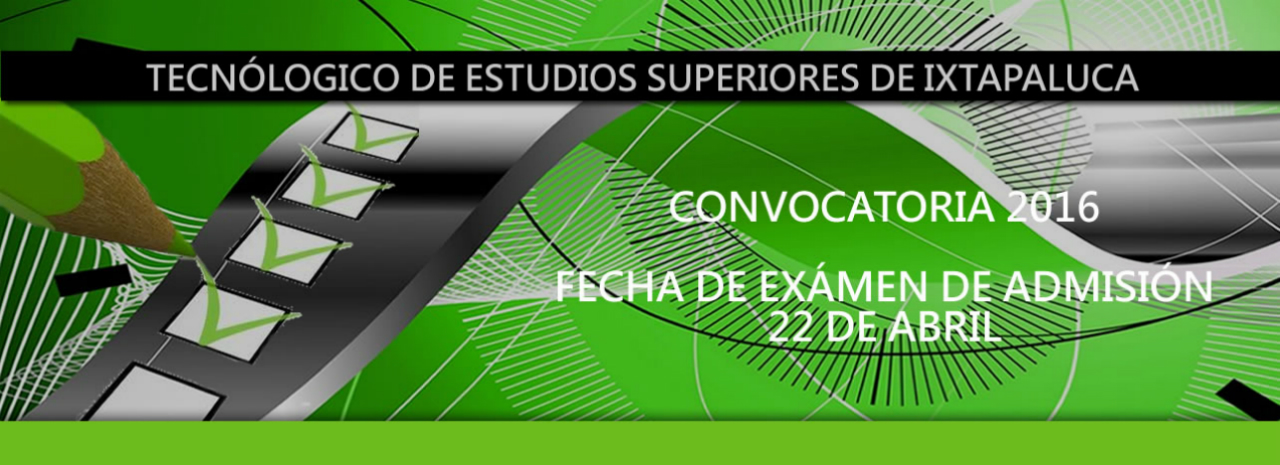 TECNÓLOGICO DE ESTUDIOS SUPERIORES DE IXTAPALUCA
CONVOCATORIA 2016
FECHA DE EXÁMEN DE ADMISIÓN
22 DE ABRIL